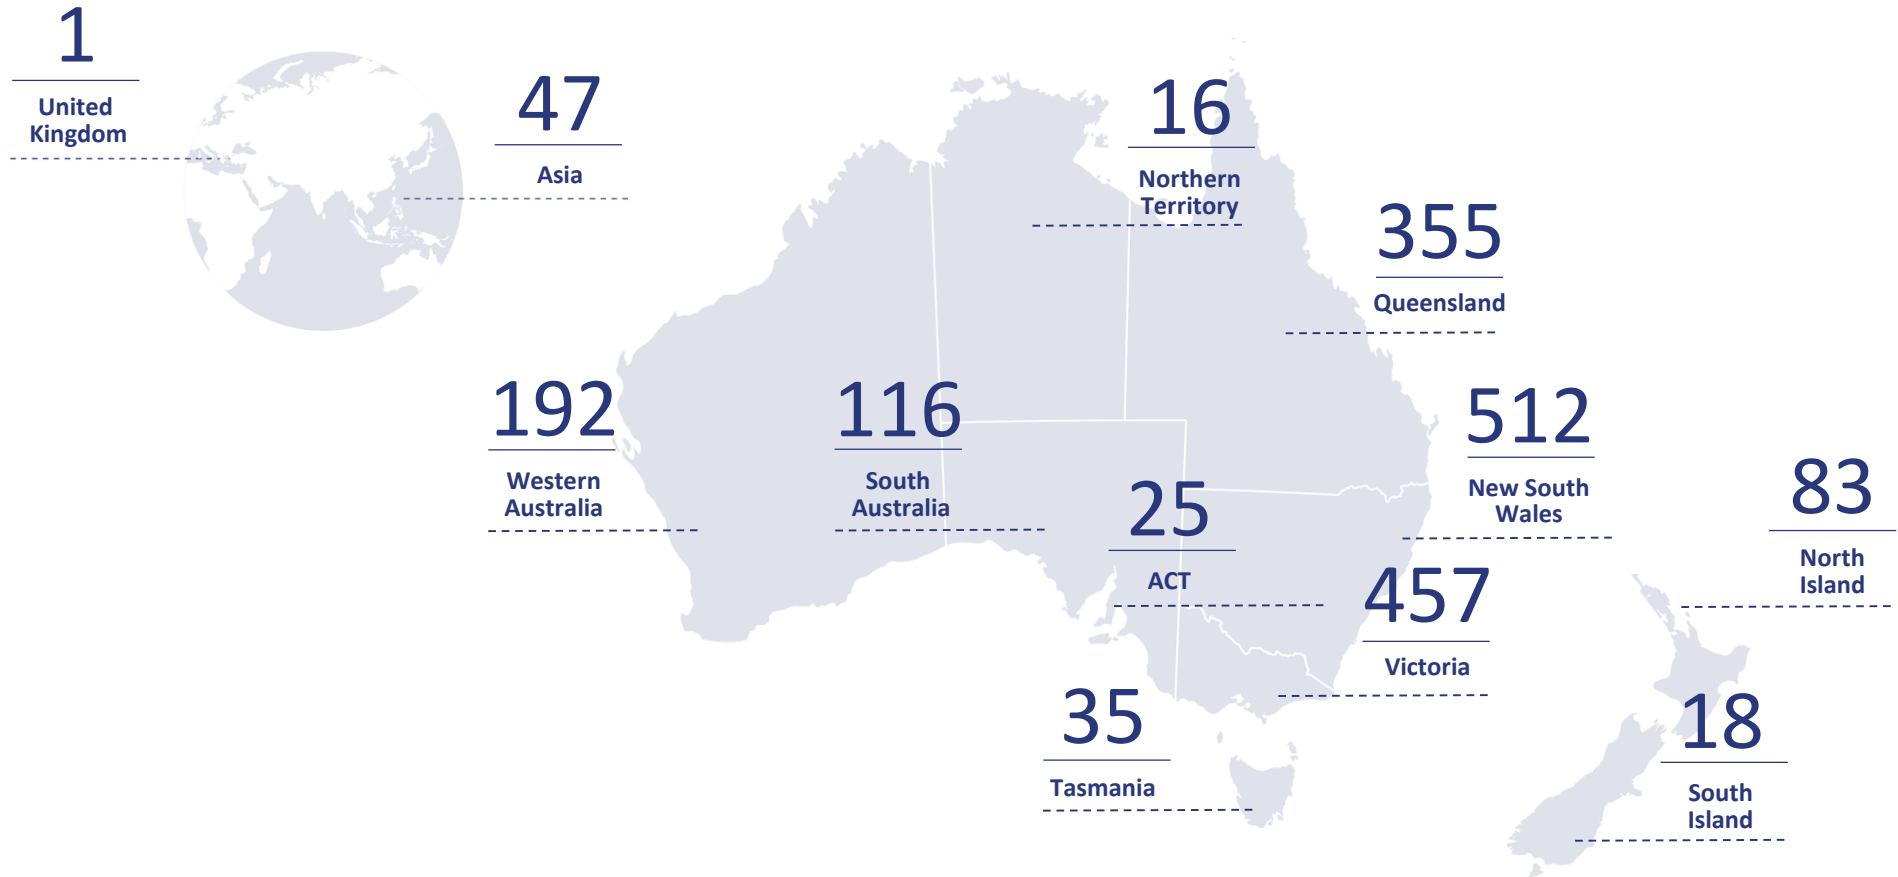 1
United
Kingdom
47
Asia
16
Northern
Territory
355
Queensland
192
Western
Australia
116
South
Australia
25
ACT
512
New South
Wales
457
Victoria
83
North
Island
35
Tasmania
18
South
Island